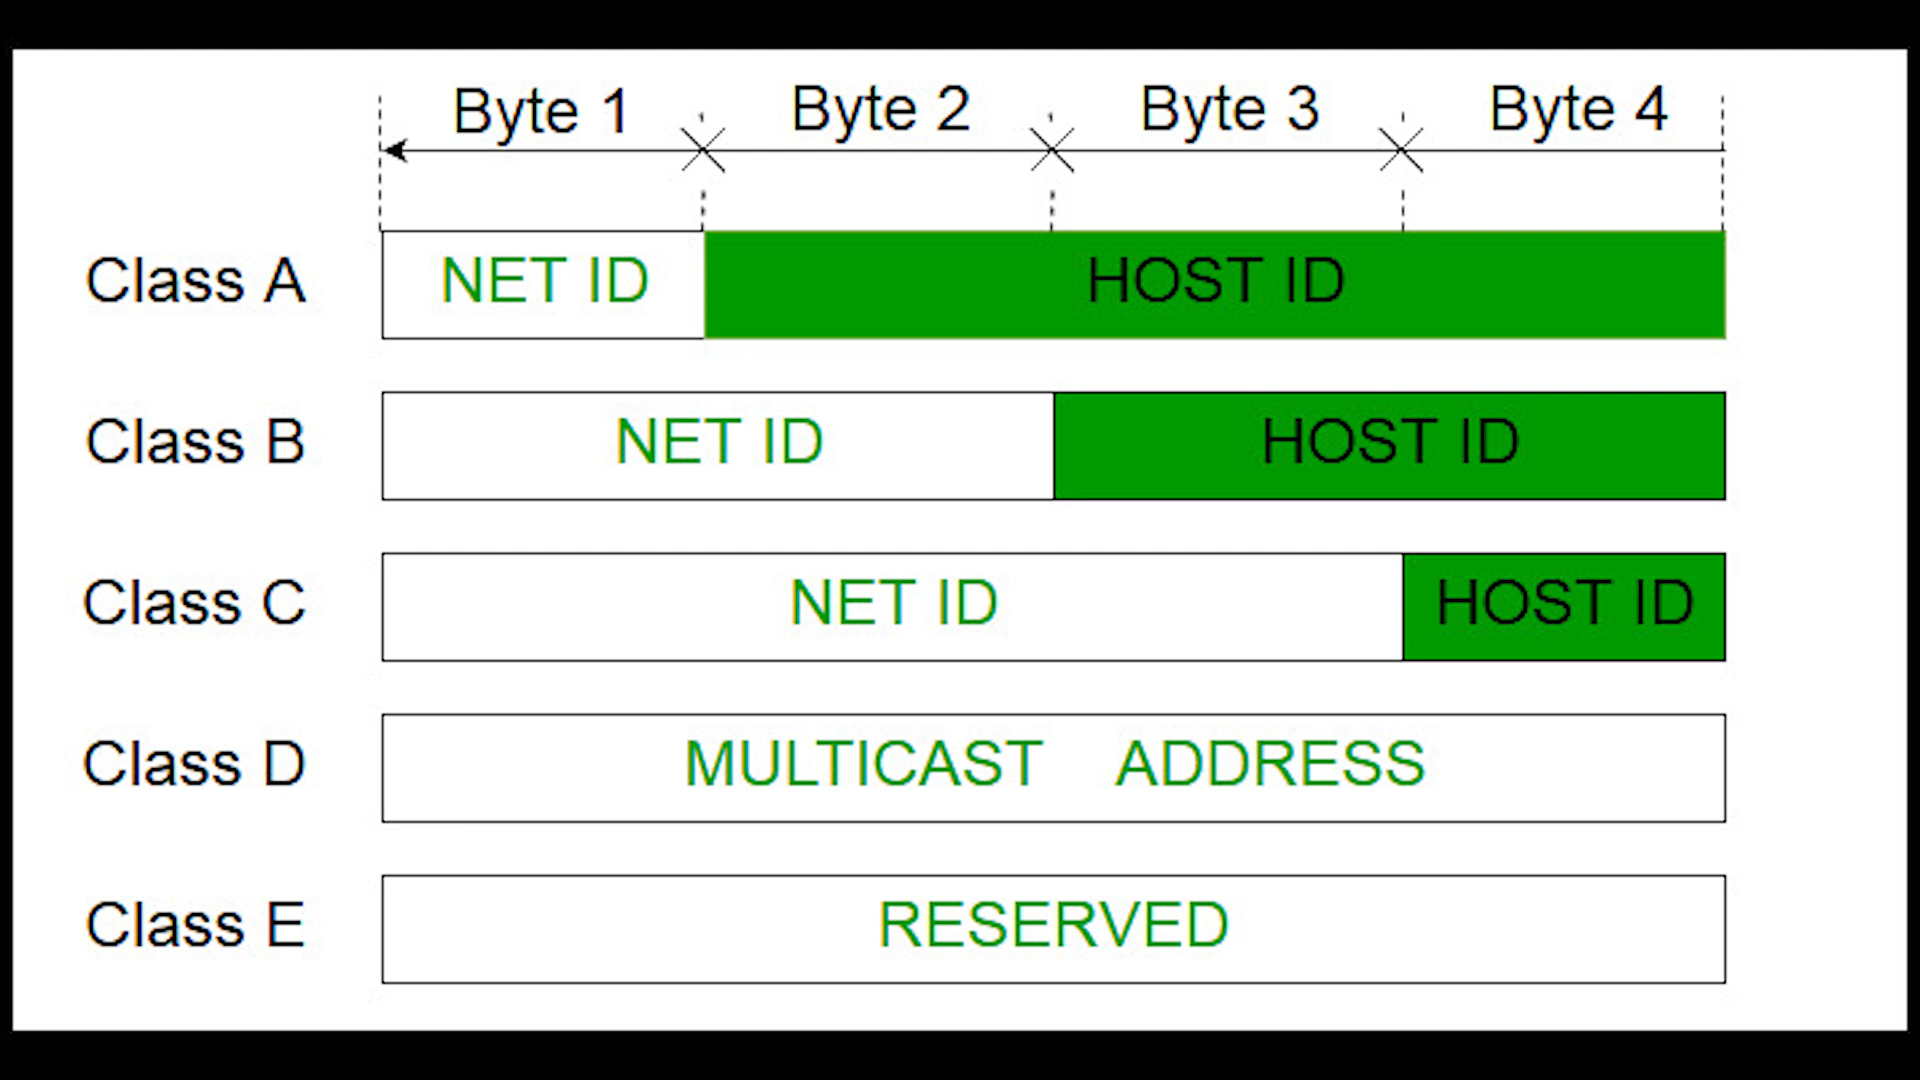 Byte 1 Byte 2 Byte 3 Byte 4
Class A NET ID HOST ID
Class B NET ID HOST ID
Class C NET ID HOST ID
Class D MULTICAST ADDRESS
Class E RESERVED